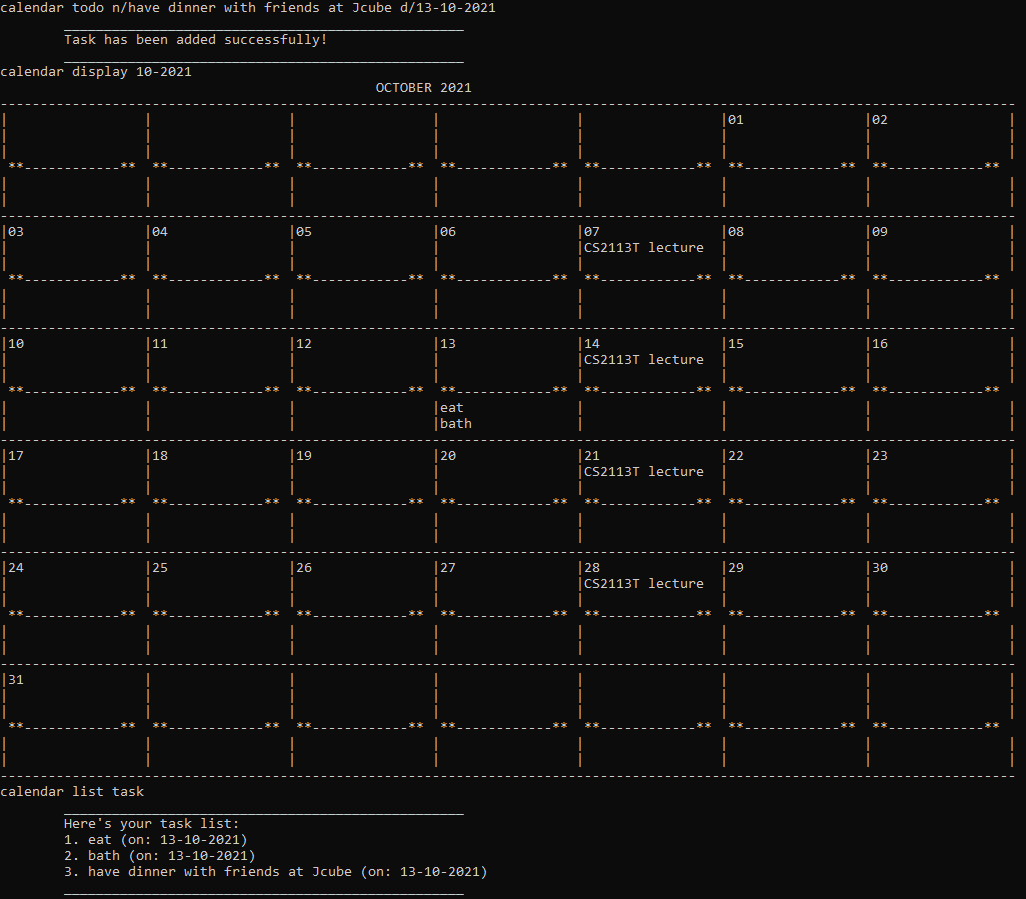 calendar todo n/have dinner with friends at Jcube d/13-10-2021
Task has been added successfully!
calendar display 10-2021
OCTOBER 2021
01 02
03 04 05 06 07 08 09
CS2113T lecture
10 11 12 13 14 15 16
CS2113T lecture
eat
bath
17 18 19 20 21 22 23
CS2113T lecture
24 25 26 27 28 29 30
CS2113T lecture
31
calendar list task
Here's your task list:
1. eat (on: 13-10-2021)
2. bath (on: 13-10-2021)
3. have dinner with friends at Jcube (on: 13-10-2021)